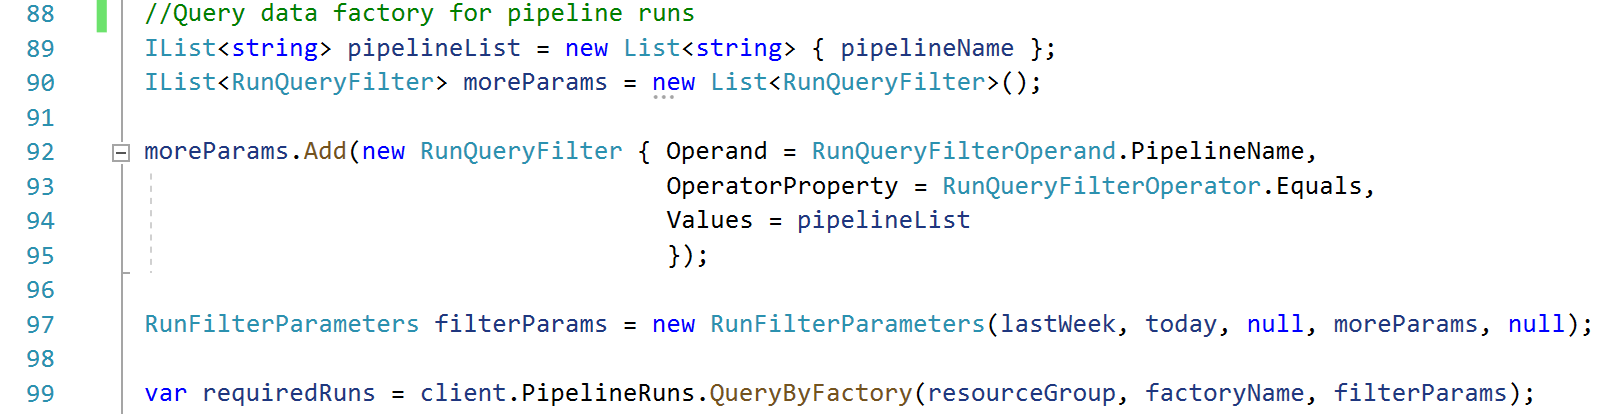 88 //Query data factory for pipeline runs
89 IList<string> pipelineList = new List<string> { pipelineName };
90 IList<RunQueryFilter> moreParams = new List<RunQueryFilter>();
91
92 moreParams.Add(new RunQueryFilter { Operand = RunQueryFilterOperand.PipelineName,
93 OperatorProperty = RunQueryFilterOperator.Equals,
94 Values = pipelineList
95 });
96
97 RunFilterParameters filterParams = new RunFilterParameters(lastWeek, today, null, moreParams, null);
98
99 var requiredRuns = client.PipelineRuns.QueryByFactory(resourceGroup, factoryName, filterParams);